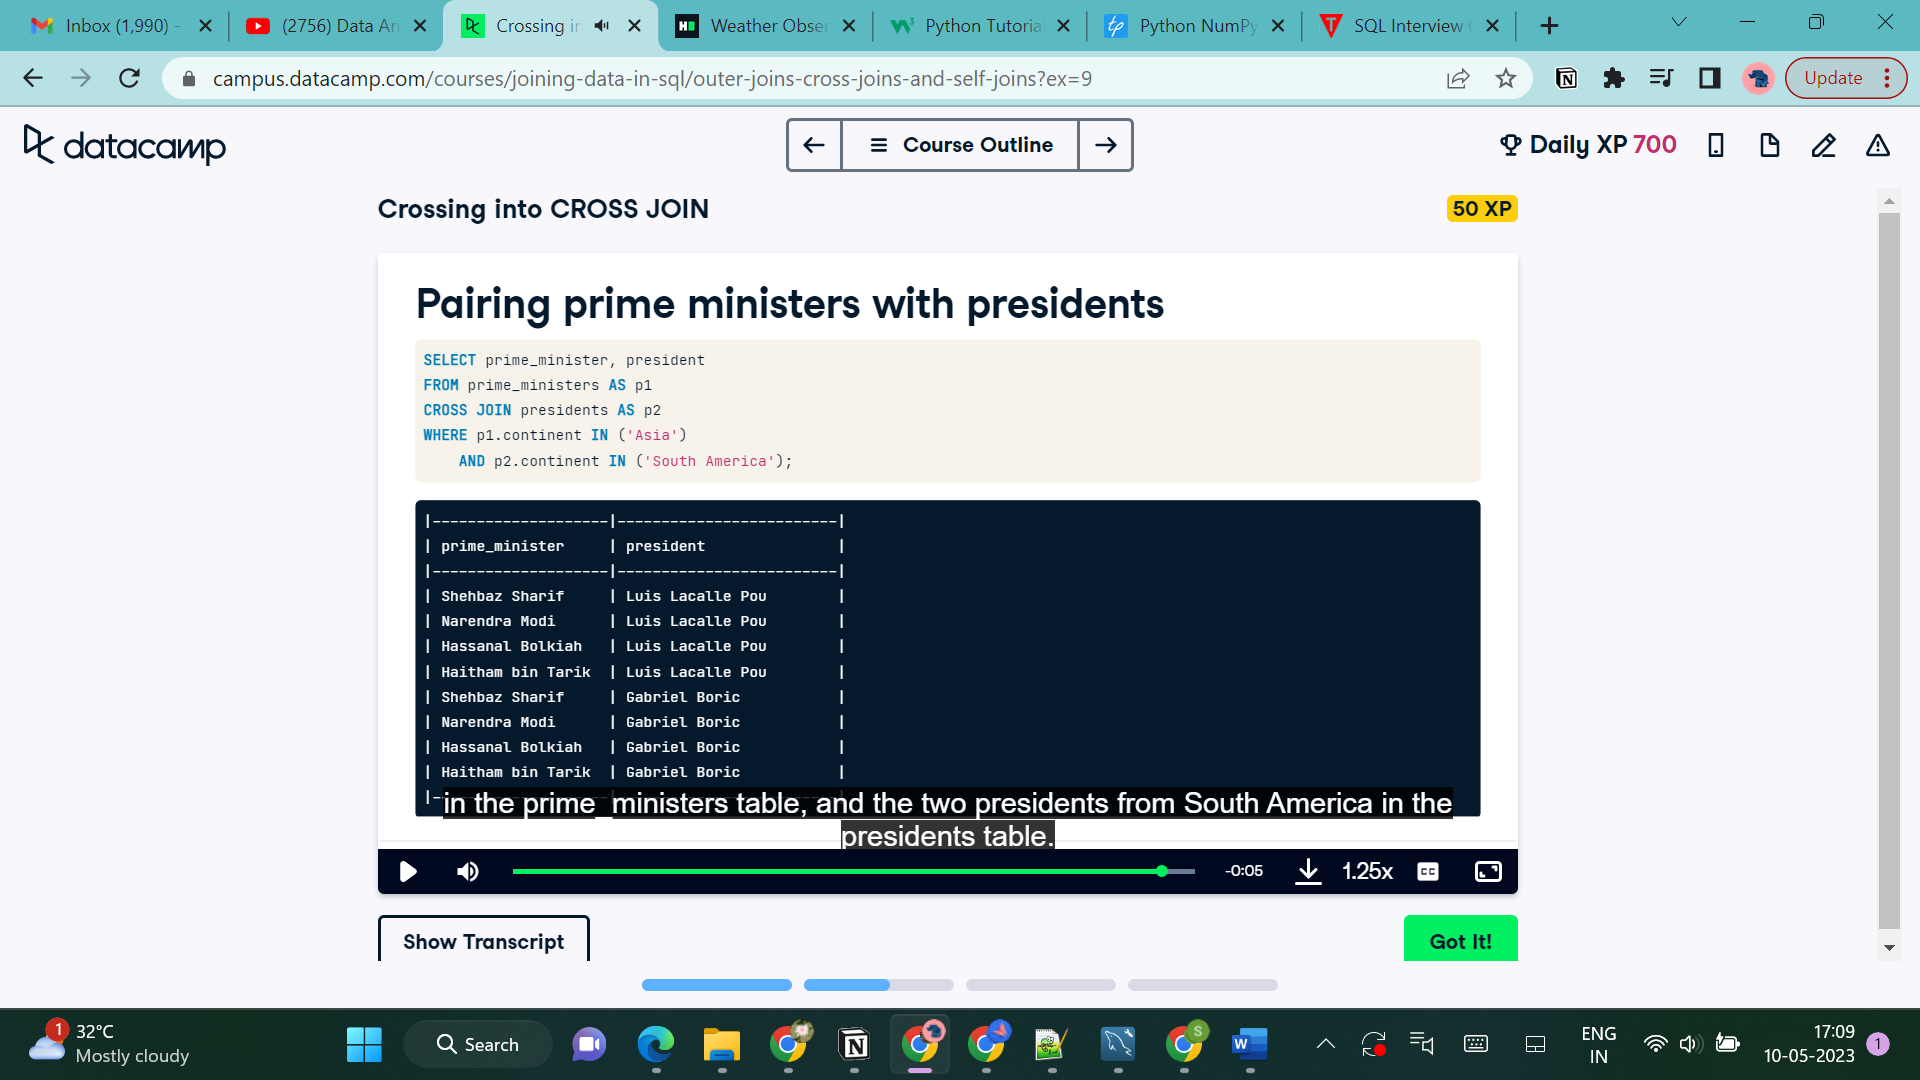 Inbox (1,990) -
(2756) Data An
Crossing in
Weather Obser
Python Tutoria
Python NumPy
SQL Interview
campus.datacamp.com/courses/joining-data-in-sql/outer-joins-cross-joins-and-self-joins?ex=9
Update
datacamp
Course Outline
Daily XP 700
Crossing into CROSS JOIN
50 XP
Pairing prime ministers with presidents
SELECT prime_minister, president
FROM prime_ministers AS p1
CROSS JOIN presidents AS p2
WHERE p1.continent IN ('Asia')
AND p2.continent IN ('South America');
|--------------------|-------------------------|
| prime_minister | president |
|--------------------|-------------------------|
| Shehbaz Sharif | Luis Lacalle Pou |
| Narendra Modi | Luis Lacalle Pou |
| Hassanal Bolkiah | Luis Lacalle Pou |
| Haitham bin Tarik | Luis Lacalle Pou |
| Shehbaz Sharif | Gabriel Boric |
| Narendra Modi | Gabriel Boric |
| Hassanal Bolkiah | Gabriel Boric |
| Haitham bin Tarik | Gabriel Boric |
in the prime_ministers table, and the two presidents from South America in the
presidents table.
-0:05
1.25x
CC
Show Transcript
Got It!
1
32°C
Mostly cloudy
Search
ENG
IN
17:09
10-05-2023
1